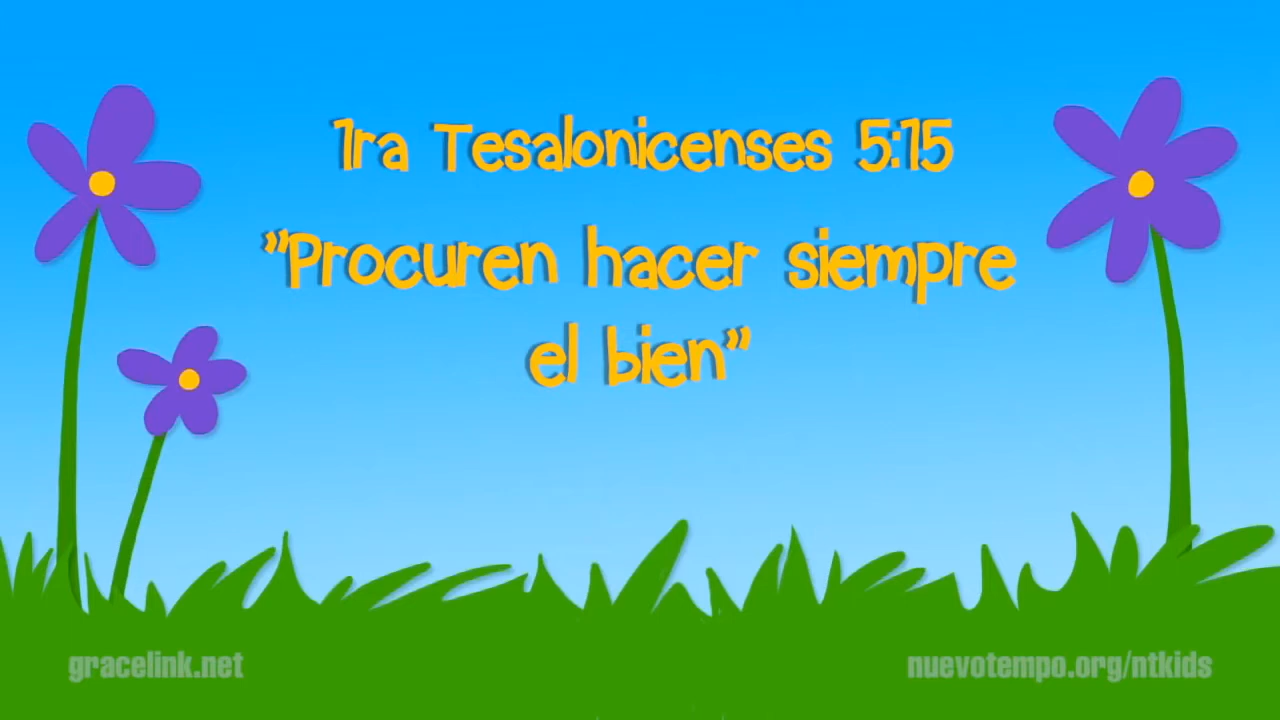 1ra Tesalonicenses 5:15
"Procuren hacer siempre
el bien"
gracelink.net
nuevotempo.org/ntkids